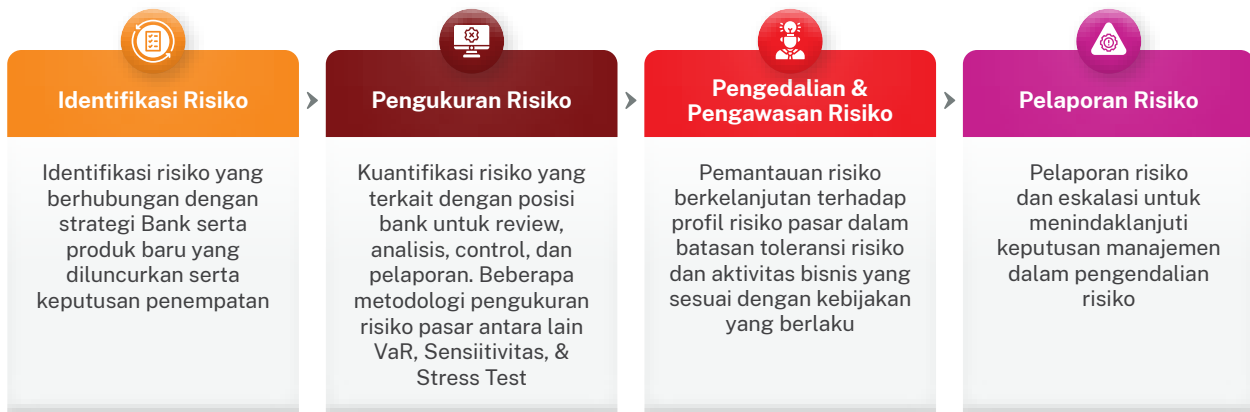 Identifikasi Risiko
Identifikasi risiko yang
berhubungan dengan
strategi Bank serta
produk baru yang
diluncurkan serta
keputusan penempatan
Pengukuran Risiko
Kuantifikasi risiko yang
terkait dengan posisi
bank untuk review,
analisis, control, dan
pelaporan. Beberapa
metodologi pengukuran
risiko pasar antara lain
VaR, Sensiitivitas, &
Stress Test
Pengedalian &
Pengawasan Risiko
Pemantauan risiko
berkelanjutan terhadap
profil risiko pasar dalam
batasan toleransi risiko
dan aktivitas bisnis yang
sesuai dengan kebijakan
yang berlaku
Pelaporan Risiko
Pelaporan risiko
dan eskalasi untuk
menindaklanjuti
keputusan manajemen
dalam pengendalian
risiko